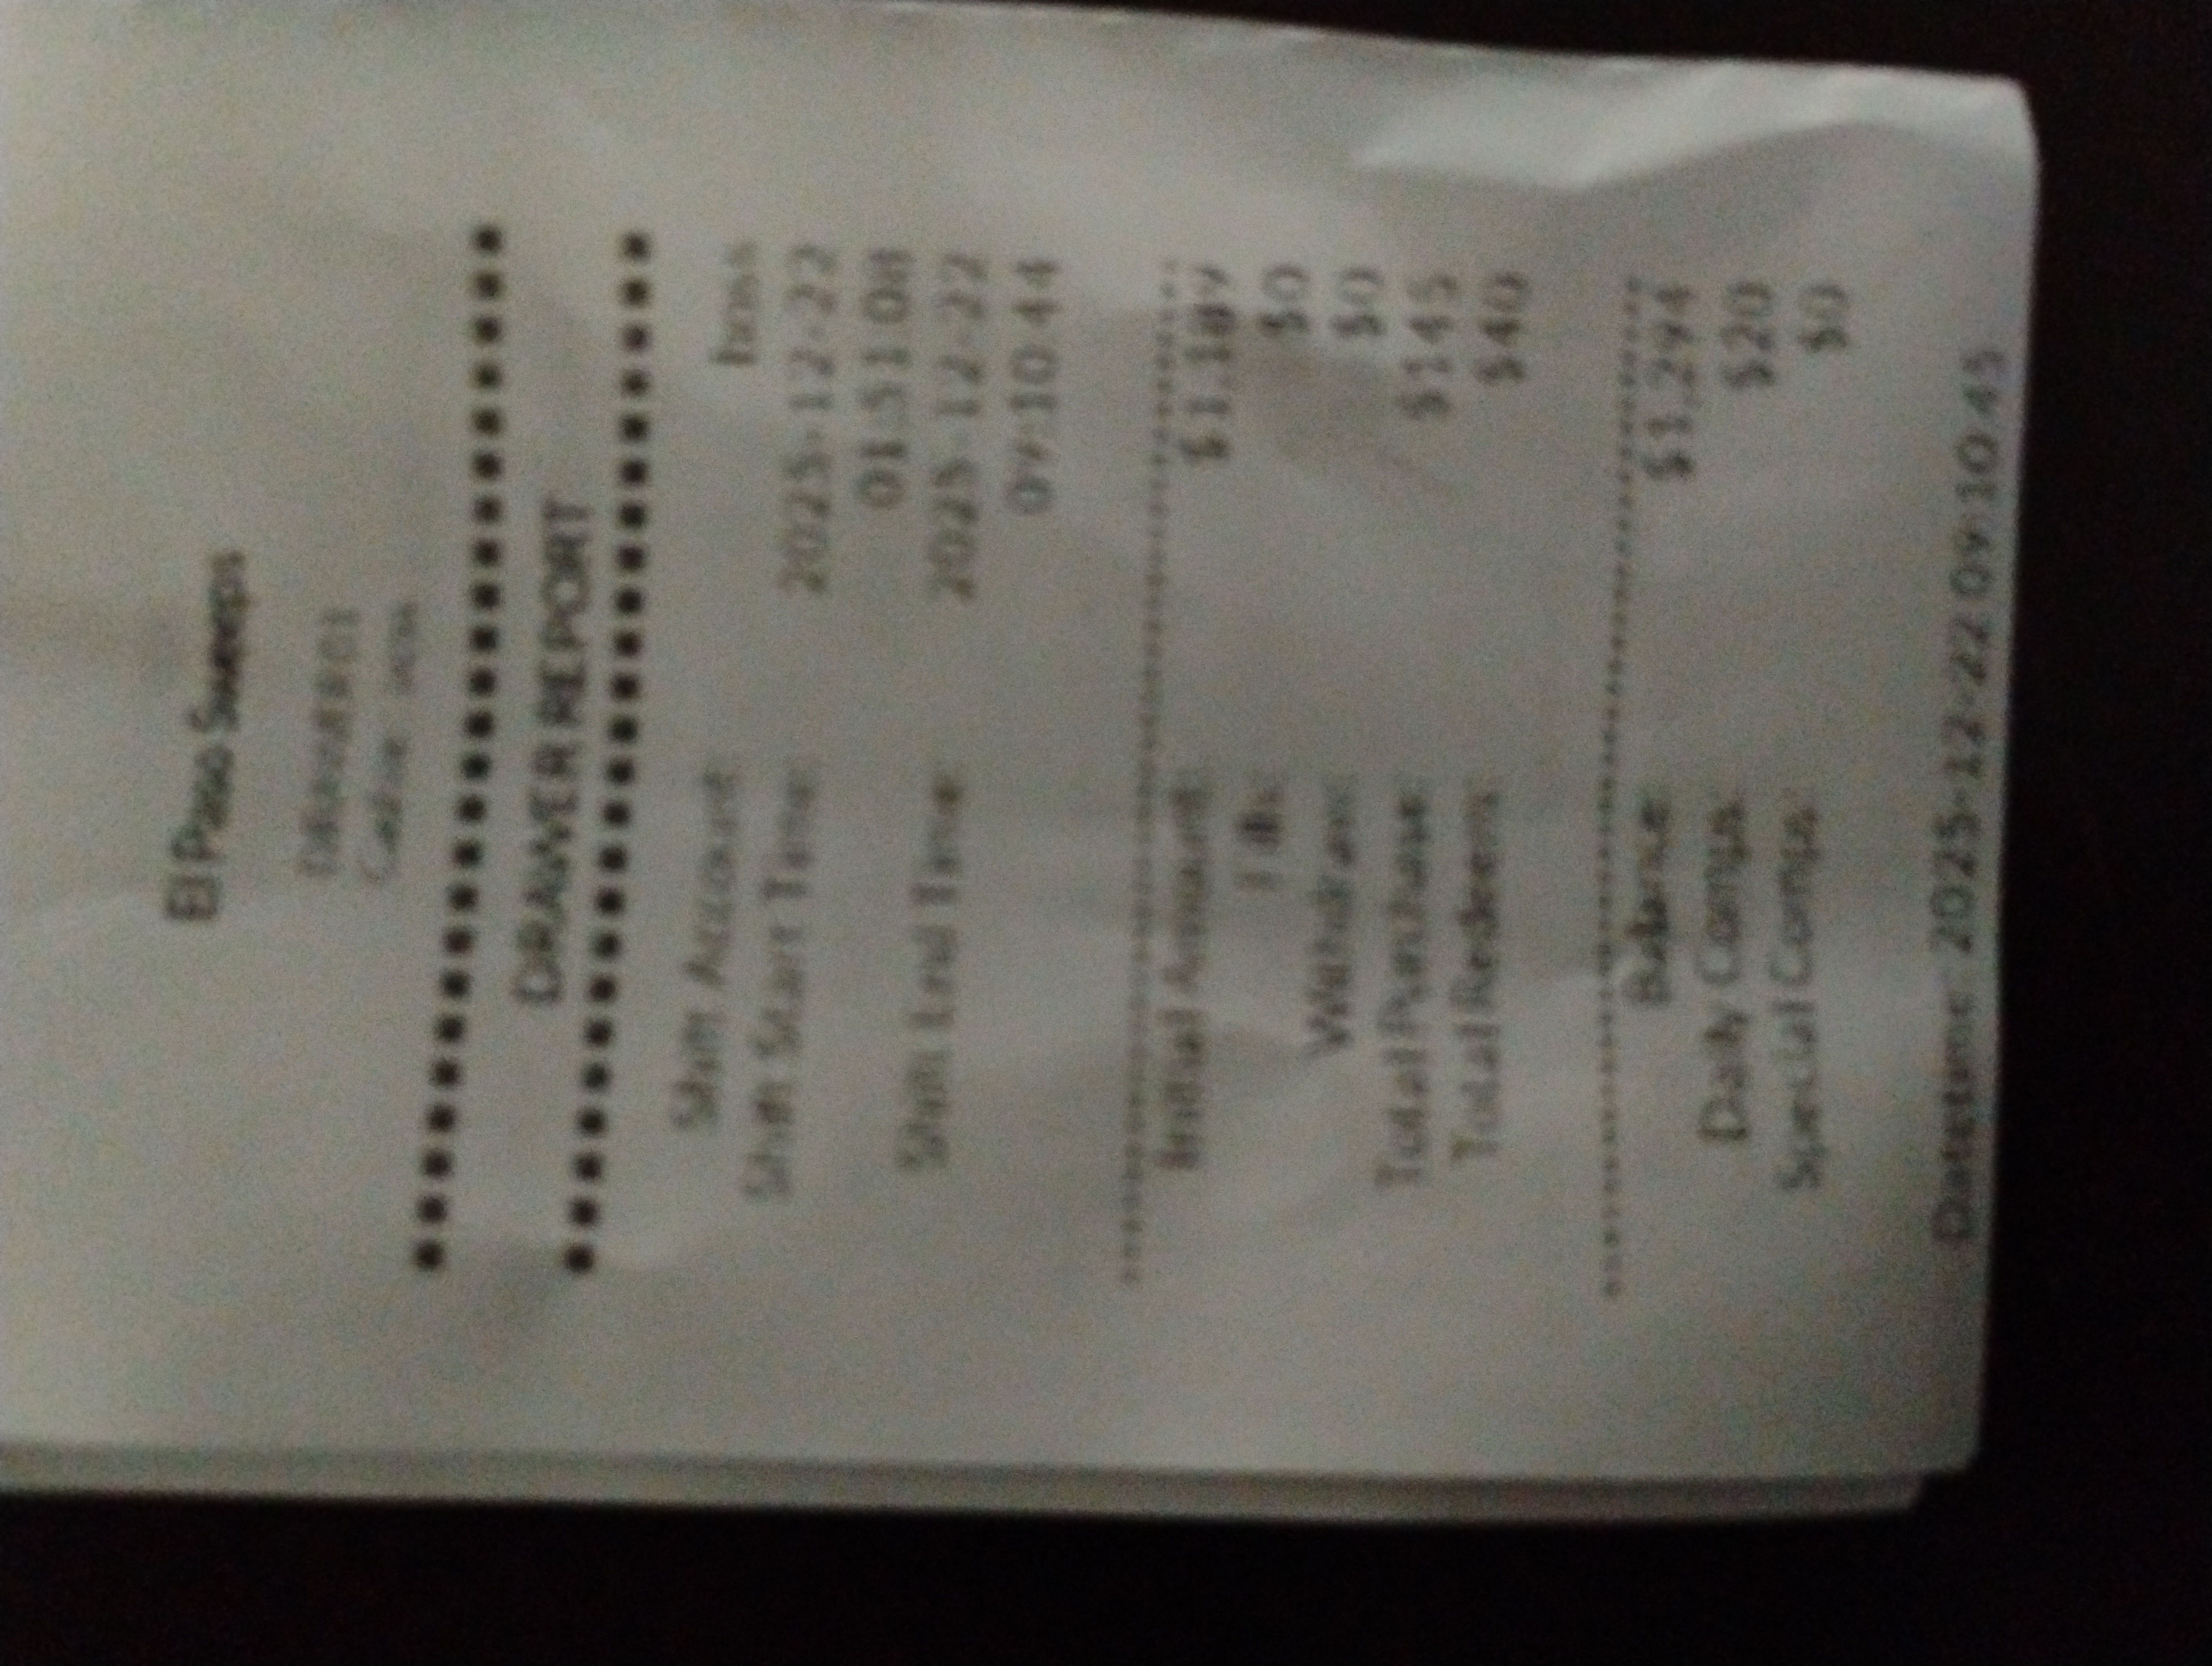 El Paso Sweeps
DRAWER REPORT
Shift Account: boss
Shift Start Time: 2025-12-22
01:51:08
Shift End Time: 2025-12-22
09:10:44
Initial Amount: $1,189
$0
Withdraw: $0
Total Purchase: $145
Total Redeem: $40
Balance: $1,294
Daily Comps: $20
Special Comps: $0
Datetime: 2025-12-22 09:10:45